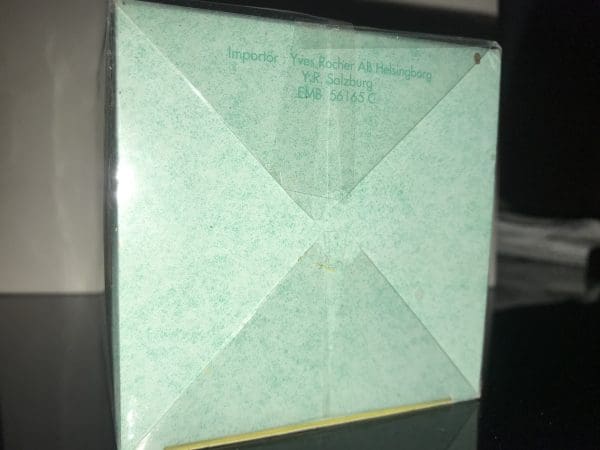 Importör : Yves Rocher AB Helsingborg
Y.R. Salzburg
EMB 56165 C